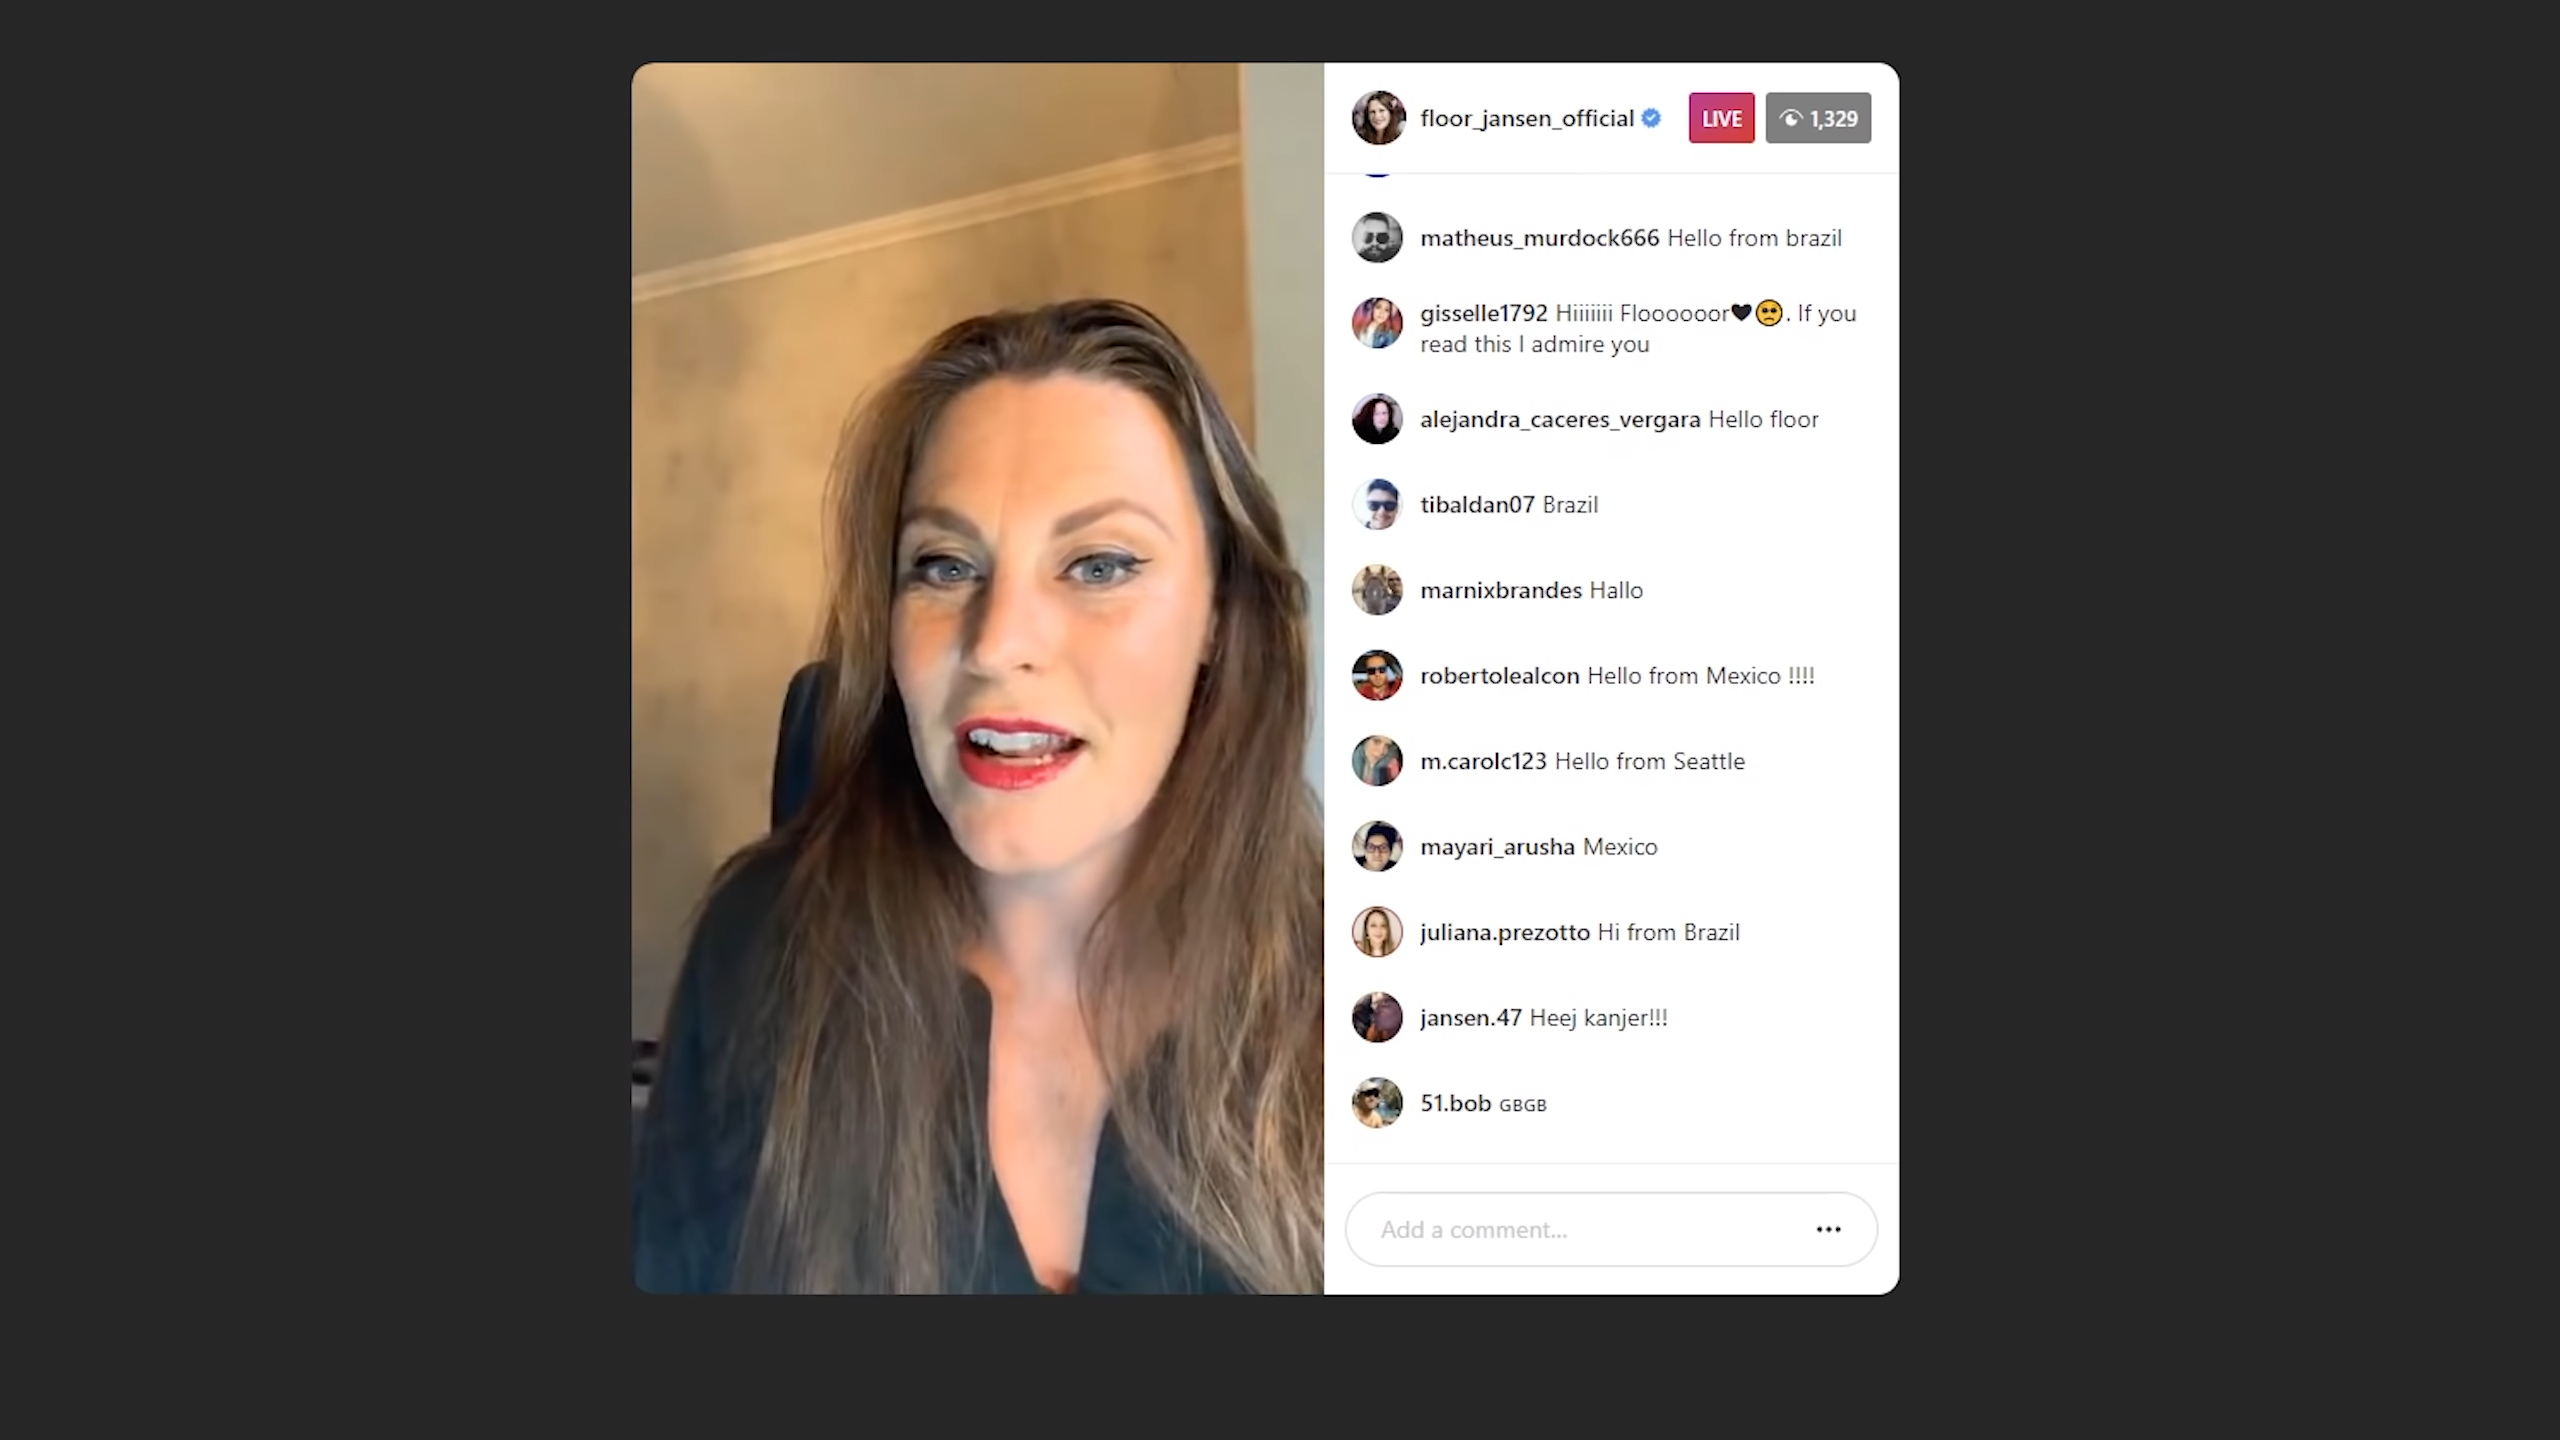 floor_jansen_official LIVE 1,329
matheus_murdock666 Hello from brazil
gisselle1792 Hiiiiiii Floooooor🖤🥺. If you
read this I admire you
alejandra_caceres_vergara Hello floor
tibaldan07 Brazil
marnixbrandes Hallo
robertolealcon Hello from Mexico !!!!
m.carolc123 Hello from Seattle
mayari_arusha Mexico
juliana.prezotto Hi from Brazil
jansen.47 Heej kanjer!!!
51.bob GBGB
Add a comment...